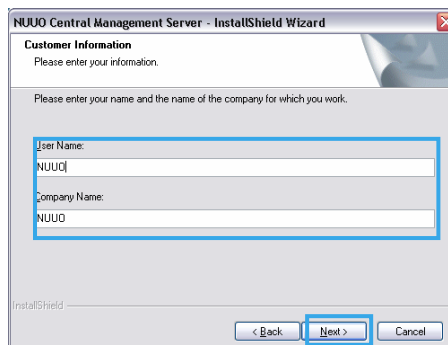 NUUO Central Management Server - InstallShield Wizard
Customer Information
Please enter your information.
Please enter your name and the name of the company for which you work.
User Name:
NUUO
Company Name:
NUUO
InstallShield
< Back
Next >
Cancel